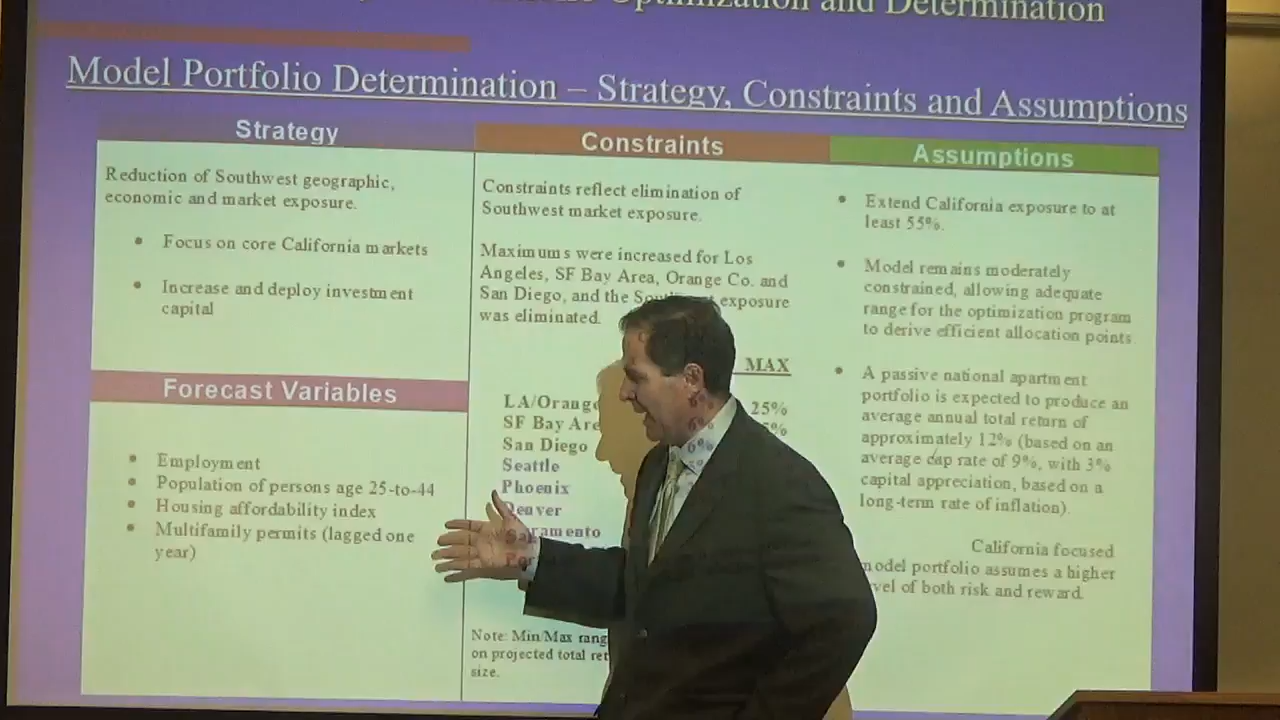 Optimization and Determination
Model Portfolio Determination – Strategy, Constraints and Assumptions
Strategy
Reduction of Southwest geographic,
economic and market exposure.
• Focus on core California markets
• Increase and deploy investment
capital
Forecast Variables
• Employment
• Population of persons age 25-to-44
• Housing affordability index
• Multifamily permits (lagged one
year)
Constraints
Constraints reflect elimination of
Southwest market exposure.
Maximums were increased for Los
Angeles, SF Bay Area, Orange Co. and
San Diego, and the exposure
was eliminated.
MAX
LA/Orange 25%
SF Bay Are
San Diego 6%
Seattle
Phoenix
Denver
Sacramento
Note: Min/Max rang
on projected total ret
size.
Assumptions
• Extend California exposure to at
least 55%.
• Model remains moderately
constrained, allowing adequate
range for the optimization program
to derive efficient allocation points.
• A passive national apartment
portfolio is expected to produce an
average annual total return of
approximately 12% (based on an
average cap rate of 9%, with 3%
capital appreciation, based on a
long-term rate of inflation).
California focused
model portfolio assumes a higher
level of both risk and reward.